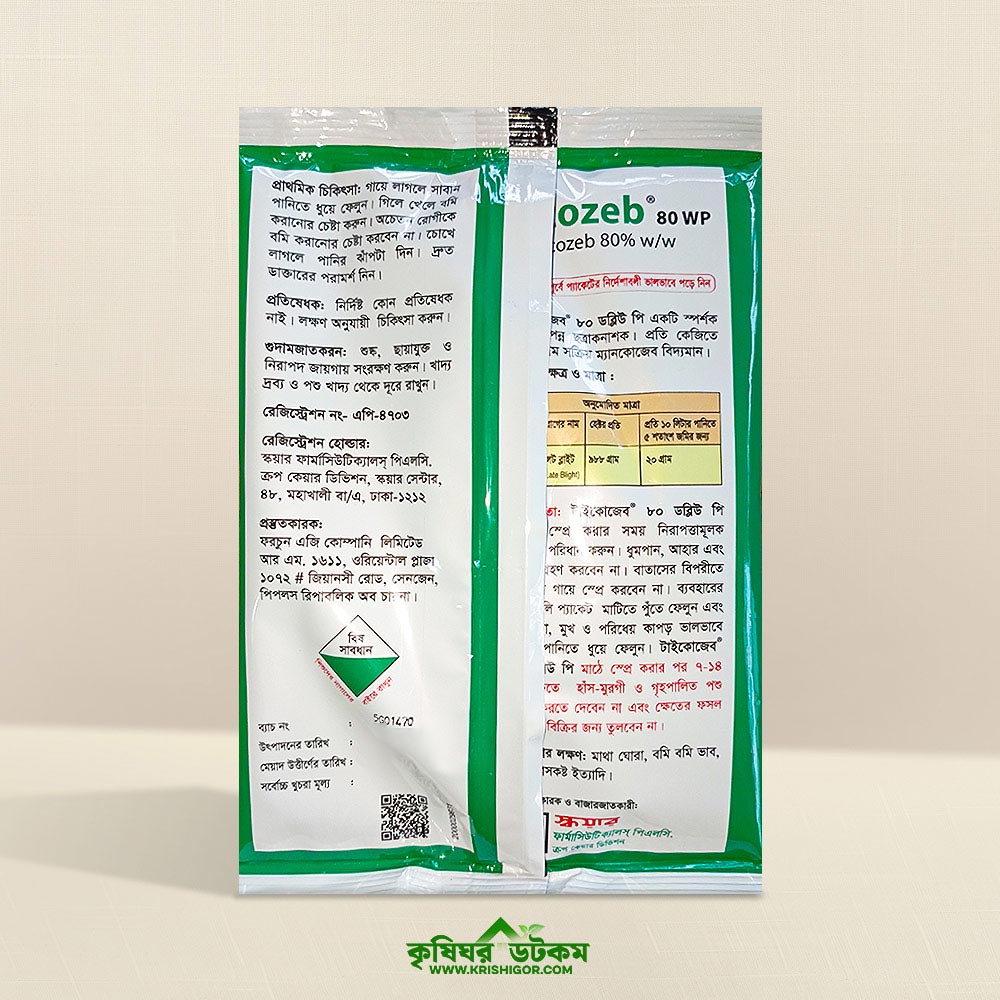 প্রাথমিক চিকিৎসা: গায়ে লাগলে সাবান
পানিতে ধুয়ে ফেলুন। গিলে খেলে বমি
করানোর চেষ্টা করুন। অচেতন রোগীকে
বমি করানোর চেষ্টা করবেন না। চোখে
লাগলে পানির ঝাঁপটা দিন। দ্রুত
ডাক্তারের পরামর্শ নিন।
প্রতিষেধক: নির্দিষ্ট কোন প্রতিষেধক
নাই। লক্ষণ অনুযায়ী চিকিৎসা করুন।
গুদামজাতকরন: শুষ্ক, ছায়াযুক্ত ও
নিরাপদ জায়গায় সংরক্ষণ করুন। খাদ্য
দ্রব্য ও পশু খাদ্য থেকে দূরে রাখুন।
রেজিস্ট্রেশন নং- এপি-৪৭০৩
রেজিস্ট্রেশন হোল্ডার:
স্কয়ার ফার্মাসিউটিক্যালস্ পিএলসি.
ক্রপ কেয়ার ডিভিশন, স্কয়ার সেন্টার,
৪৮, মহাখালী বা/এ, ঢাকা-১২১২
প্রস্তুতকারক:
ফরচুন এজি কোম্পানি লিমিটেড
আর এম. ১৬১১, ওরিয়েন্টাল প্লাজা
১০৭২ # জিয়ানসী রোড, সেনজেন,
পিপলস রিপাবলিক অব চায়না।
বিষ
সাবধান
শিশুদের নাগালের
বাইরে রাখুন
ব্যাচ নং : SG01470
উৎপাদনের তারিখ :
মেয়াদ উত্তীর্ণের তারিখ :
সর্বোচ্চ খুচরা মূল্য :
ozeb® 80 WP
ozeb 80% w/w
পূর্বে প্যাকেটের নির্দেশাবলী ভালভাবে পড়ে নিন
জেব® ৮০ ডব্লিউ পি একটি স্পর্শক
পন্ন ছত্রাকনাশক। প্রতি কেজিতে
াম সক্রিয় ম্যানকোজেব বিদ্যমান।
ক্ষেত্র ও মাত্রা :
অনুমোদিত মাত্রা
রোগের নাম হেক্টর প্রতি প্রতি ১০ লিটার পানিতে
৫ শতাংশ জমির জন্য
লেট ব্লাইট ৯৮৮ গ্রাম ২০ গ্রাম
(Late Blight)
তা: টাইকোজেব® ৮০ ডব্লিউ পি
স্প্রে করার সময় নিরাপত্তামূলক
পরিধান করুন। ধুমপান, আহার এবং
গ্রহণ করবেন না। বাতাসের বিপরীতে
গায়ে স্প্রে করবেন না। ব্যবহারের
লি প্যাকেট মাটিতে পুঁতে ফেলুন এবং
, মুখ ও পরিধেয় কাপড় ভালভাবে
পানিতে ধুয়ে ফেলুন। টাইকোজেব®
উ পি মাঠে স্প্রে করার পর ৭-১৪
তে হাঁস-মুরগী ও গৃহপালিত পশু
করতে দেবেন না এবং ক্ষেতের ফসল
বিক্রির জন্য তুলবেন না।
র লক্ষণ: মাথা ঘোরা, বমি বমি ভাব,
সকষ্ট ইত্যাদি।
কারক ও বাজারজাতকারী:
স্কয়ার
ফার্মাসিউটিক্যালস্ পিএলসি.
ক্রপ কেয়ার ডিভিশন
কৃষিঘর ডটকম
WWW.KRISHIGOR.COM